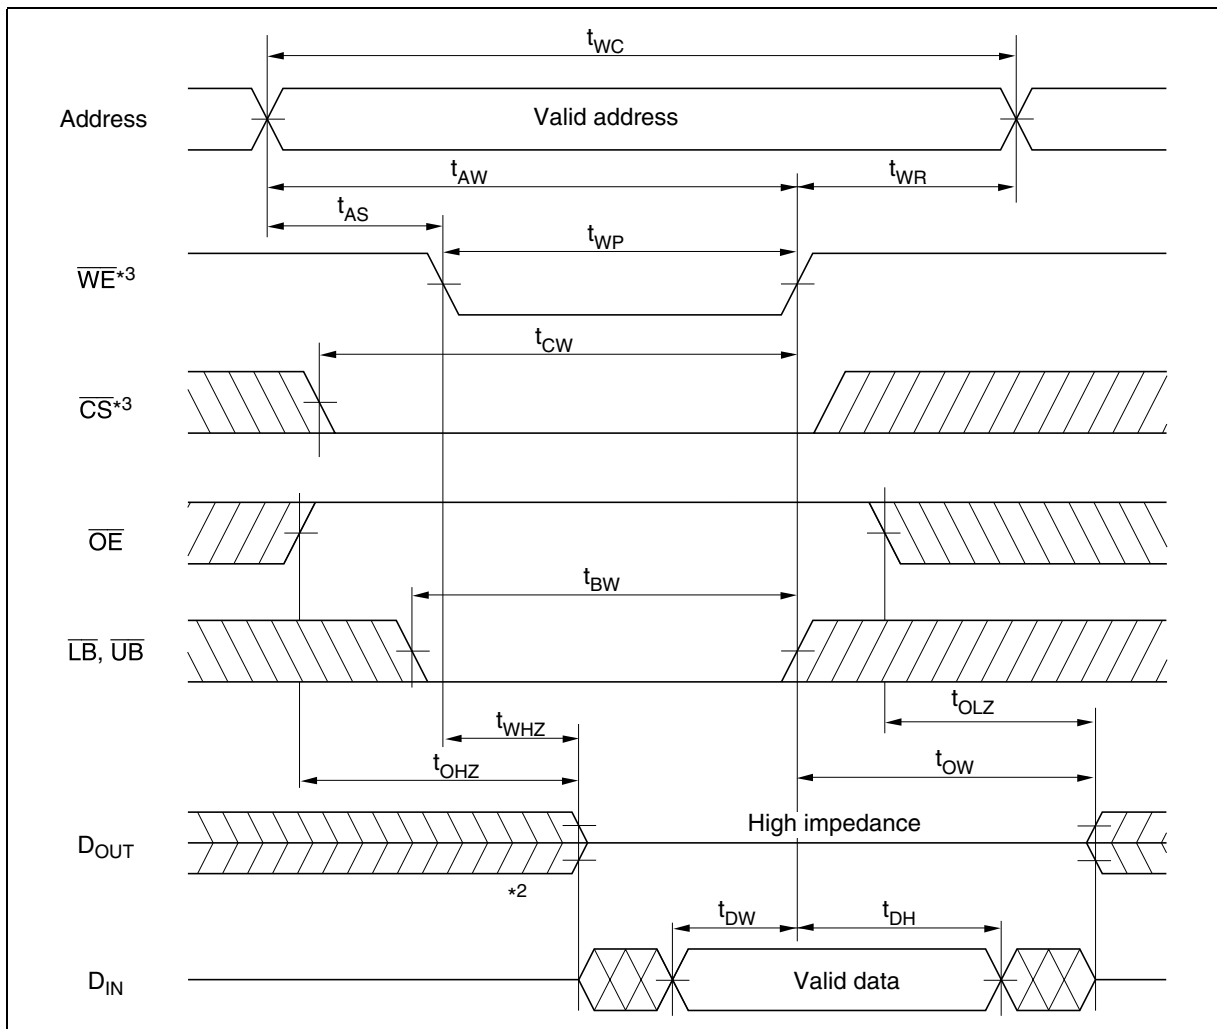 tWC
Address
Valid address
tAW
tWR
tAS
tWP
WE*3
tCW
CS*3
OE
tBW
LB, UB
tOLZ
tWHZ
tOW
tOHZ
High impedance
DOUT
*2
tDW
tDH
DIN
Valid data